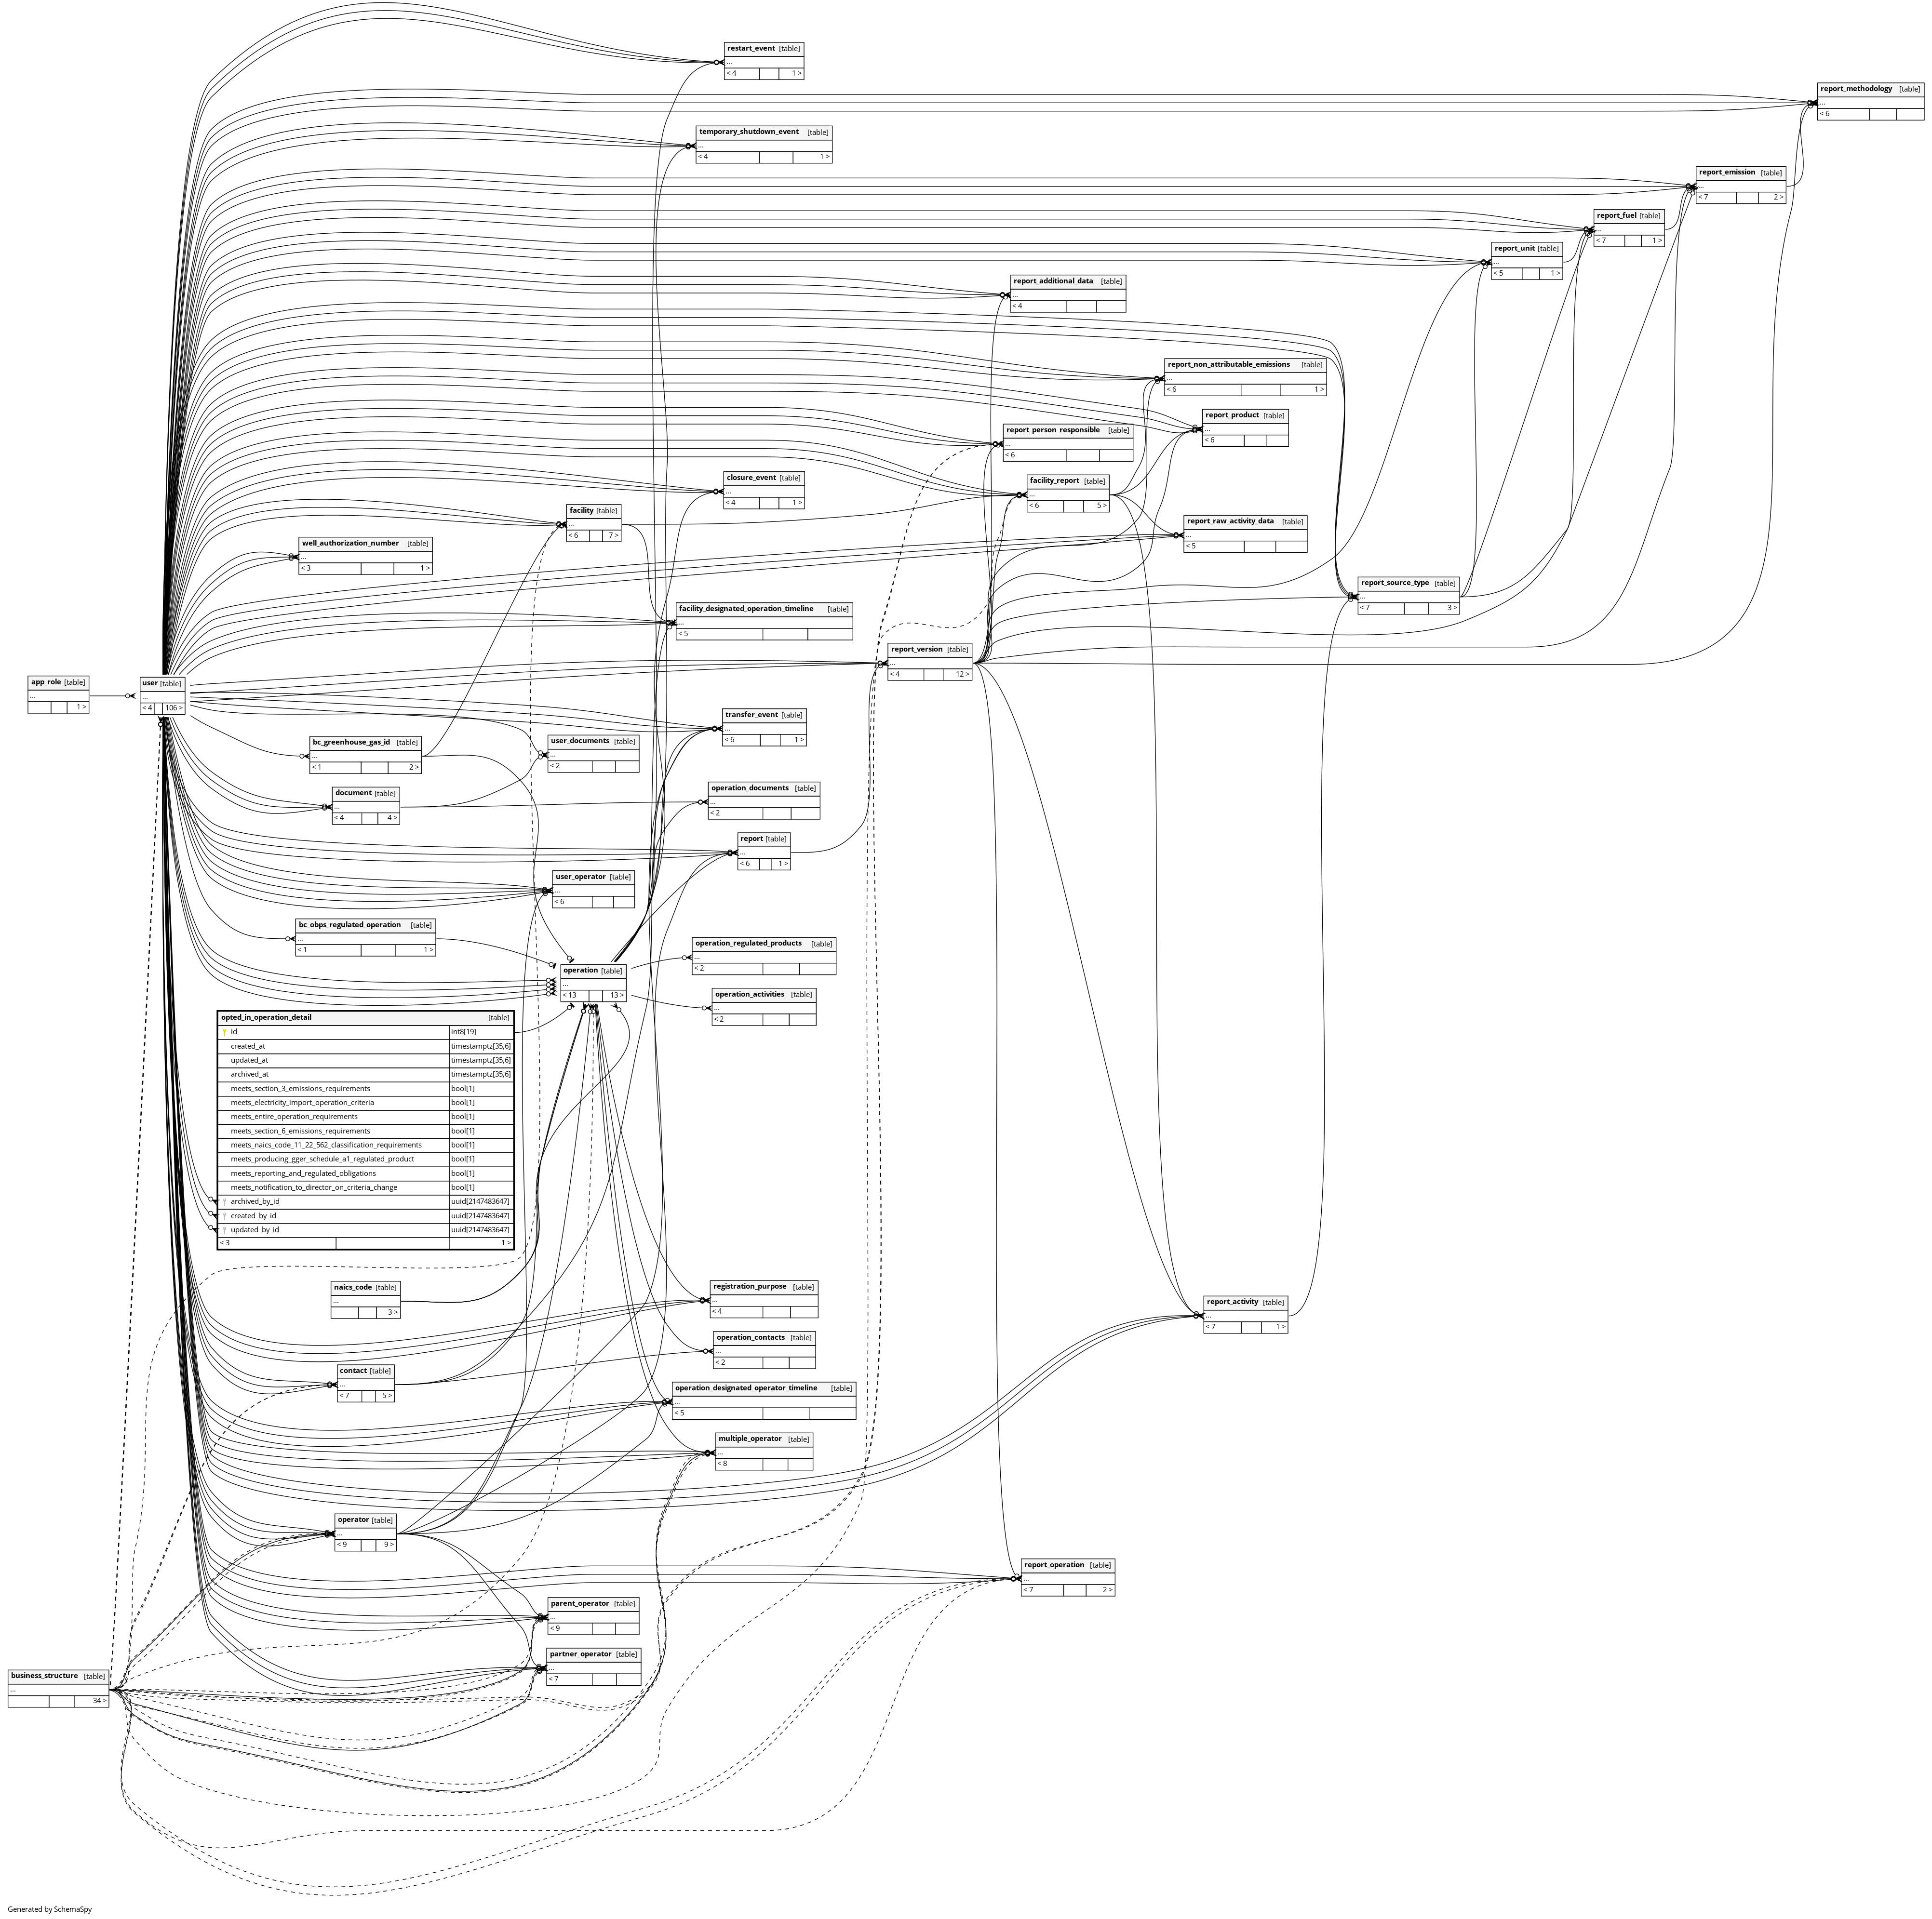 restart_event [table]
...
< 4 1 >
report_methodology [table]
...
< 6
temporary_shutdown_event [table]
...
< 4 1 >
report_emission [table]
...
< 7 2 >
report_fuel [table]
...
< 7 1 >
report_unit [table]
...
< 5 1 >
report_additional_data [table]
...
< 4
report_non_attributable_emissions [table]
...
< 6 1 >
report_product [table]
...
< 6
report_person_responsible [table]
...
< 6
closure_event [table]
...
< 4 1 >
facility_report [table]
...
< 6 5 >
facility [table]
...
< 6 7 >
report_raw_activity_data [table]
...
< 5
well_authorization_number [table]
...
< 3 1 >
report_source_type [table]
...
< 7 3 >
facility_designated_operation_timeline [table]
...
< 5
report_version [table]
...
< 4 12 >
app_role [table]
...
1 >
user [table]
...
< 4 106 >
transfer_event [table]
...
< 6 1 >
bc_greenhouse_gas_id [table]
...
< 1 2 >
user_documents [table]
...
< 2
document [table]
...
< 4 4 >
operation_documents [table]
...
< 2
report [table]
...
< 6 1 >
user_operator [table]
...
< 6
bc_obps_regulated_operation [table]
...
< 1 1 >
operation_regulated_products [table]
...
< 2
operation [table]
...
< 13 13 >
operation_activities [table]
...
< 2
opted_in_operation_detail [table]
id int8[19]
created_at timestamptz[35,6]
updated_at timestamptz[35,6]
archived_at timestamptz[35,6]
meets_section_3_emissions_requirements bool[1]
meets_electricity_import_operation_criteria bool[1]
meets_entire_operation_requirements bool[1]
meets_section_6_emissions_requirements bool[1]
meets_naics_code_11_22_562_classification_requirements bool[1]
meets_producing_gger_schedule_a1_regulated_product bool[1]
meets_reporting_and_regulated_obligations bool[1]
meets_notification_to_director_on_criteria_change bool[1]
archived_by_id uuid[2147483647]
created_by_id uuid[2147483647]
updated_by_id uuid[2147483647]
< 3 1 >
naics_code [table]
...
3 >
registration_purpose [table]
...
< 4
report_activity [table]
...
< 7 1 >
operation_contacts [table]
...
< 2
contact [table]
...
< 7 5 >
operation_designated_operator_timeline [table]
...
< 5
multiple_operator [table]
...
< 8
operator [table]
...
< 9 9 >
report_operation [table]
...
< 7 2 >
parent_operator [table]
...
< 9
partner_operator [table]
...
< 7
business_structure [table]
...
34 >
Generated by SchemaSpy